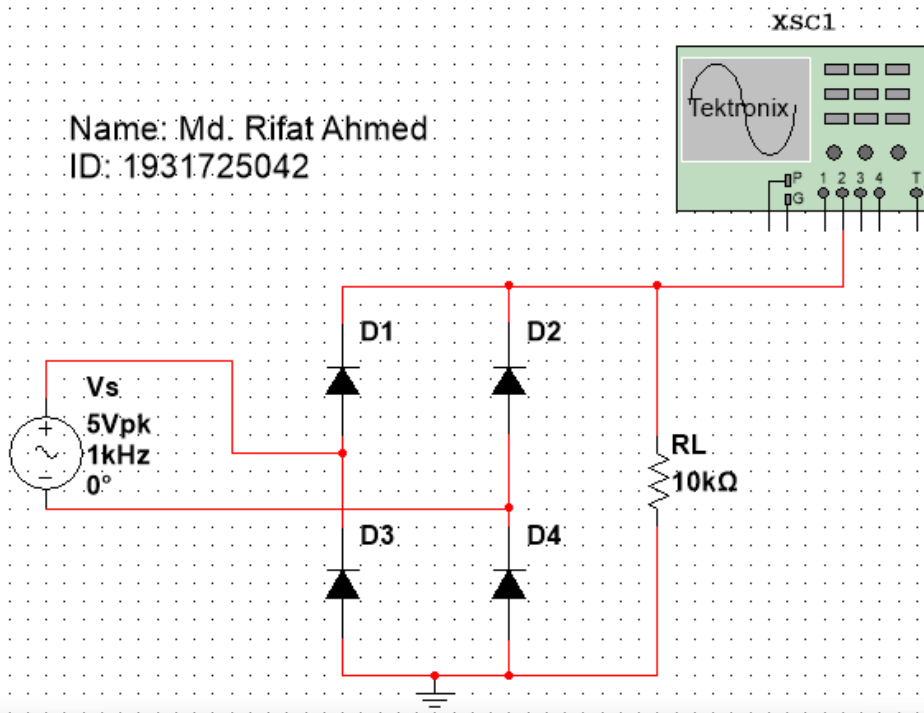 XSC1
Tektronix
P 1 2 3 4 T
G
Name: Md. Rifat Ahmed
ID: 1931725042
D1
D2
Vs
5Vpk
1kHz
0°
RL
10kΩ
D3
D4